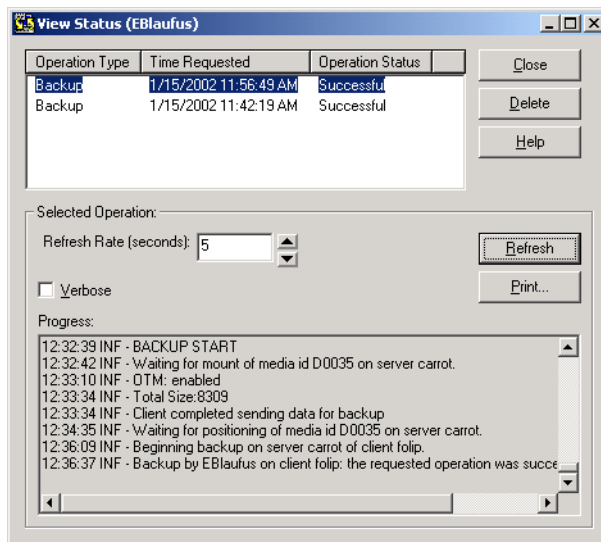 View Status (EBlaufus)
Operation Type Time Requested Operation Status
Backup 1/15/2002 11:56:49 AM Successful
Backup 1/15/2002 11:42:19 AM Successful
Close
Delete
Help
Selected Operation:
Refresh Rate (seconds): 5
Refresh
Verbose
Print...
Progress:
12:32:39 INF - BACKUP START
12:32:42 INF - Waiting for mount of media id D0035 on server carrot.
12:33:10 INF - OTM: enabled
12:33:34 INF - Total Size:8309
12:33:34 INF - Client completed sending data for backup
12:34:35 INF - Waiting for positioning of media id D0035 on server carrot.
12:36:09 INF - Beginning backup on server carrot of client folip.
12:36:37 INF - Backup by EBlaufus on client folip: the requested operation was succe